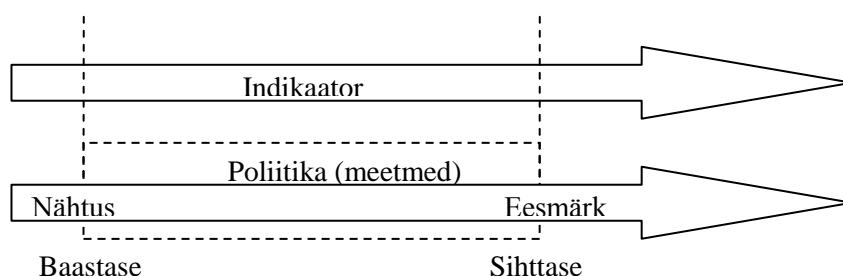 Indikaator
Poliitika (meetmed)
Nähtus Eesmärk
Baastase Sihttase